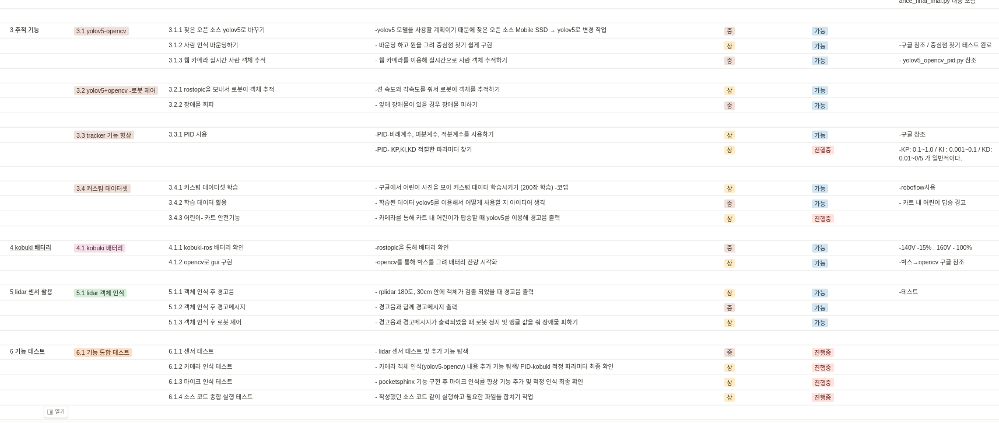 ance_final_final.py 내용 포함
3 추적 기능 3.1 yolov5-opencv 3.1.1 찾은 오픈 소스 yolov5로 바꾸기 -yolov5 모델을 사용할 계획이기 때문에 찾은 오픈 소스 Mobile SSD → yolov5로 변경 작업 중 가능
3.1.2 사람 인식 바운딩하기 - 바운딩 하고 원을 그려 중심점 찾기 쉽게 구현 상 가능 -구글 참조 / 중심점 찾기 테스트 완료
3.1.3 웹 카메라 실시간 사람 객체 추적 - 웹 카메라를 이용해 실시간으로 사람 객체 추적하기 중 가능 - yolov5_opencv_pid.py 참조
3.2 yolov5+opencv -로봇 제어 3.2.1 rostopic을 보내서 로봇이 객체 추적 -선 속도와 각속도를 줘서 로봇이 객체를 추적하기 상 가능
3.2.2 장애물 회피 - 앞에 장애물이 있을 경우 장애물 피하기 중 가능
3.3 tracker 기능 향상 3.3.1 PID 사용 -PID-비례계수, 미분계수, 적분계수를 사용하기 상 가능 -구글 참조
-PID- KP,KI,KD 적절한 파라미터 찾기 상 진행중 -KP: 0.1~1.0 / KI : 0.001~0.1 / KD:
0.01~0/5 가 일반적이다.
3.4 커스텀 데이터셋 3.4.1 커스텀 데이터셋 학습 - 구글에서 어린이 사진을 모아 커스텀 데이터 학습시키기 (200장 학습) -코랩 상 가능 -roboflow사용
3.4.2 학습 데이터 활용 - 학습된 데이터 yolov5를 이용해서 어떻게 사용할 지 아이디어 생각 중 가능 - 카트 내 어린이 탑승 경고
3.4.3 어린이- 카트 안전기능 - 카메라를 통해 카트 내 어린이가 탑승할 때 yolov5를 이용해 경고음 출력 상 진행중
4 kobuki 배터리 4.1 kobuki 배터리 4.1.1 kobuki-ros 배터리 확인 -rostopic을 통해 배터리 확인 중 가능 -140V -15% , 160V - 100%
4.1.2 opencv로 gui 구현 -opencv를 통해 박스를 그려 배터리 잔량 시각화 상 가능 -박스→opencv 구글 참조
5 lidar 센서 활용 5.1 lidar 객체 인식 5.1.1 객체 인식 후 경고음 - rplidar 180도, 30cm 안에 객체가 검출 되었을 때 경고음 출력 상 가능 -테스트
5.1.2 객체 인식 후 경고메시지 - 경고음과 함께 경고메시지 출력 중 가능
5.1.3 객체 인식 후 로봇 제어 - 경고음과 경고메시지가 출력되었을 때 로봇 정지 및 앵글 값을 줘 장애물 피하기 상 가능
6 기능 테스트 6.1 기능 통합 테스트 6.1.1 센서 테스트 - lidar 센서 테스트 및 추가 기능 탐색 중 진행중
6.1.2 카메라 인식 테스트 - 카메라 객체 인식(yolov5-opencv) 내용 추가 기능 탐색/ PID-kobuki 적정 파라미터 최종 확인 상 진행중
6.1.3 마이크 인식 테스트 - pocketsphinx 기능 구현 후 마이크 인식률 향상 기능 추가 및 적정 인식 최종 확인 상 진행중
6.1.4 소스 코드 종합 실행 테스트 - 작성했던 소스 코드 같이 실행하고 필요한 파일들 합치기 작업 상 진행중
열기